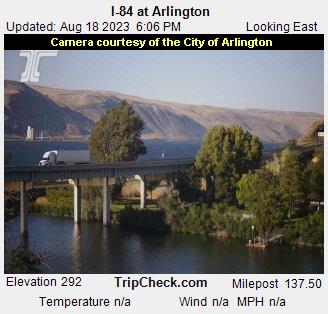 I-84 at Arlington
Updated: Aug 18 2023 6:06 PM Looking East
Camera courtesy of the City of Arlington
Elevation 292 TripCheck.com Milepost 137.50
Temperature n/a Wind n/a MPH n/a